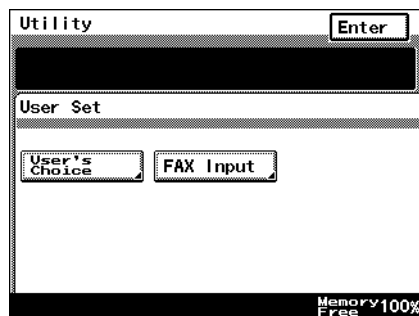 Utility
Enter
User Set
User's
Choice
FAX Input
Memory
Free 100%